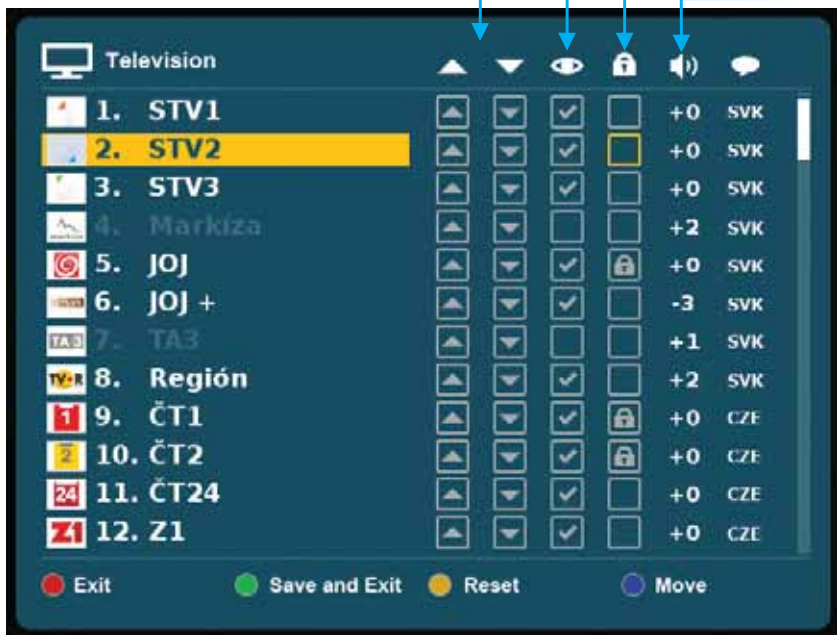 Television
1. STV1 +0 SVK
2. STV2 +0 SVK
3. STV3 +0 SVK
4. Markíza +2 SVK
5. JOJ +0 SVK
6. JOJ + -3 SVK
TA3 7. TA3 +1 SVK
TV•R 8. Región +2 SVK
1 9. ČT1 +0 CZE
2 10. ČT2 +0 CZE
24 11. ČT24 +0 CZE
Z1 12. Z1 +0 CZE
Exit Save and Exit Reset Move